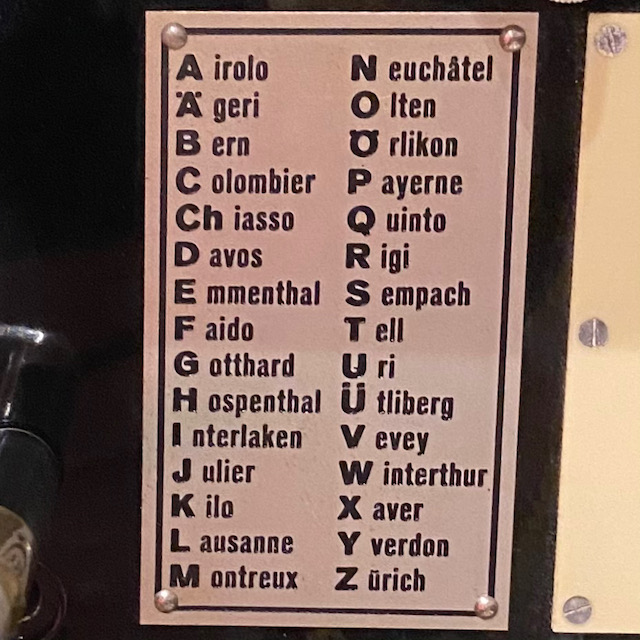 A irolo
Ä geri
B ern
C olombier
Ch iasso
D avos
E mmenthal
F aido
G otthard
H ospenthal
I nterlaken
J ulier
K ilo
L ausanne
M ontreux
N euchâtel
O lten
Ö rlikon
P ayerne
Q uinto
R igi
S empach
T ell
U ri
Ü tliberg
V evey
W interthur
X aver
Y verdon
Z ürich